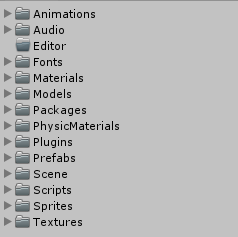 Animations
Audio
Editor
Fonts
Materials
Models
Packages
PhysicMaterials
Plugins
Prefabs
Scene
Scripts
Sprites
Textures